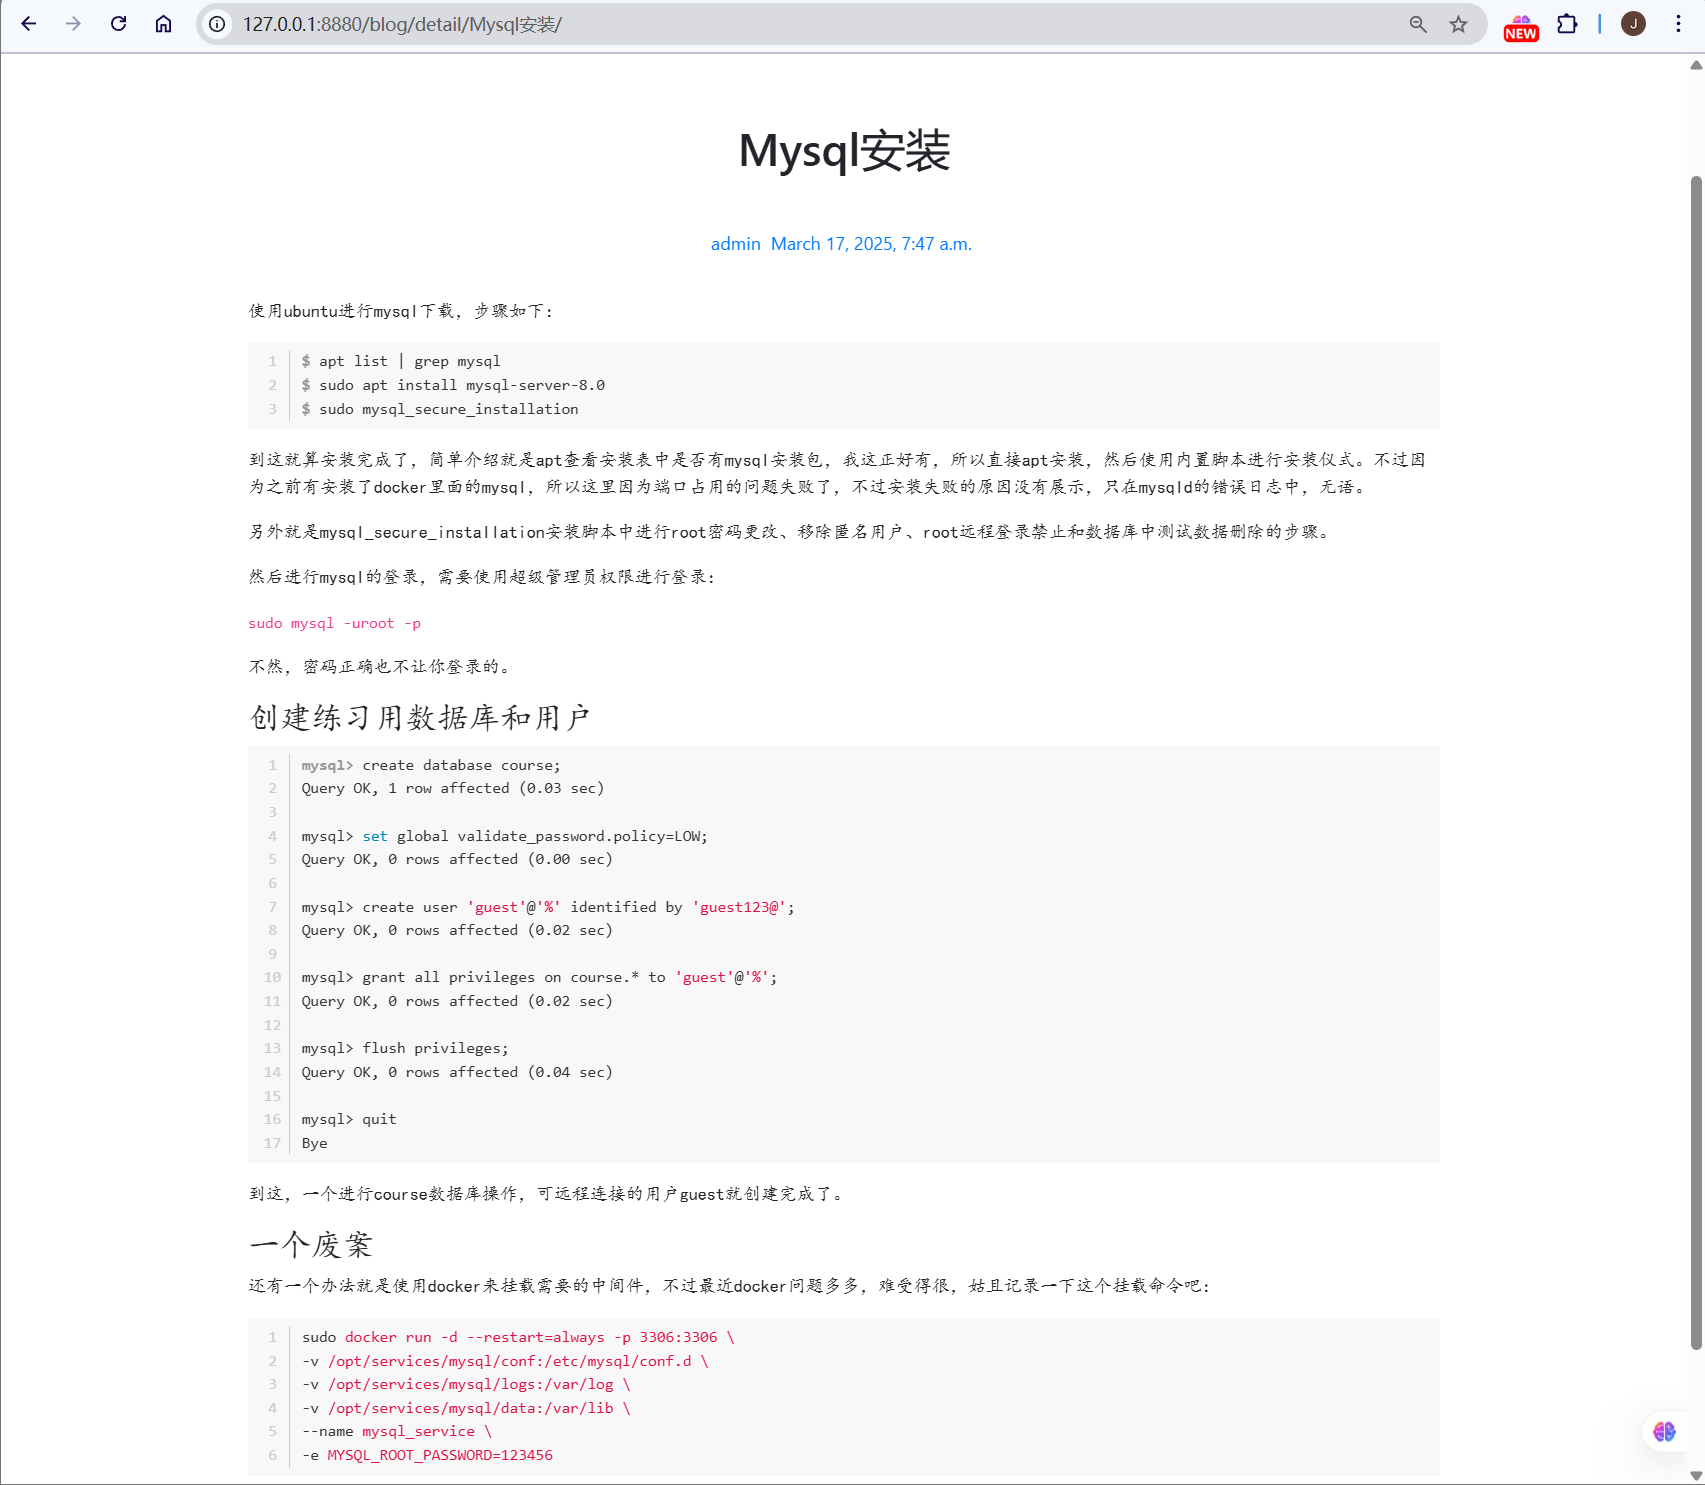 127.0.0.1:8880/blog/detail/Mysql安装/
NEW
J
Mysql安装
admin March 17, 2025, 7:47 a.m.
使用ubuntu进行mysql下载，步骤如下：
1 $ apt list | grep mysql
2 $ sudo apt install mysql-server-8.0
3 $ sudo mysql_secure_installation
到这就算安装完成了，简单介绍就是apt查看安装表中是否有mysql安装包，我这正好有，所以直接apt安装，然后使用内置脚本进行安装仪式。不过因
为之前有安装了docker里面的mysql，所以这里因为端口占用的问题失败了，不过安装失败的原因没有展示，只在mysqld的错误日志中，无语。
另外就是mysql_secure_installation安装脚本中进行root密码更改、移除匿名用户、root远程登录禁止和数据库中测试数据删除的步骤。
然后进行mysql的登录，需要使用超级管理员权限进行登录：
sudo mysql -uroot -p
不然，密码正确也不让你登录的。
创建练习用数据库和用户
1 mysql> create database course;
2 Query OK, 1 row affected (0.03 sec)
3
4 mysql> set global validate_password.policy=LOW;
5 Query OK, 0 rows affected (0.00 sec)
6
7 mysql> create user 'guest'@'%' identified by 'guest123@';
8 Query OK, 0 rows affected (0.02 sec)
9
10 mysql> grant all privileges on course.* to 'guest'@'%';
11 Query OK, 0 rows affected (0.02 sec)
12
13 mysql> flush privileges;
14 Query OK, 0 rows affected (0.04 sec)
15
16 mysql> quit
17 Bye
到这，一个进行course数据库操作，可远程连接的用户guest就创建完成了。
一个废案
还有一个办法就是使用docker来挂载需要的中间件，不过最近docker问题多多，难受得很，姑且记录一下这个挂载命令吧：
1 sudo docker run -d --restart=always -p 3306:3306 \
2 -v /opt/services/mysql/conf:/etc/mysql/conf.d \
3 -v /opt/services/mysql/logs:/var/log \
4 -v /opt/services/mysql/data:/var/lib \
5 --name mysql_service \
6 -e MYSQL_ROOT_PASSWORD=123456